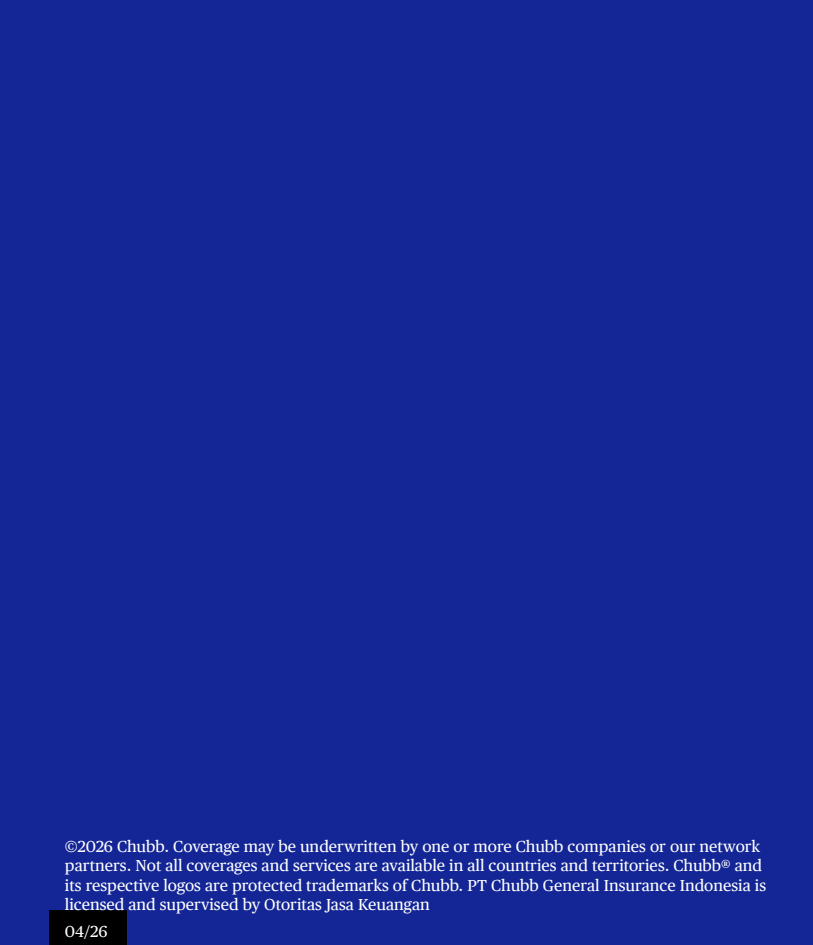 ©2026 Chubb. Coverage may be underwritten by one or more Chubb companies or our network
partners. Not all coverages and services are available in all countries and territories. Chubb® and
its respective logos are protected trademarks of Chubb. PT Chubb General Insurance Indonesia is
licensed and supervised by Otoritas Jasa Keuangan
04/26